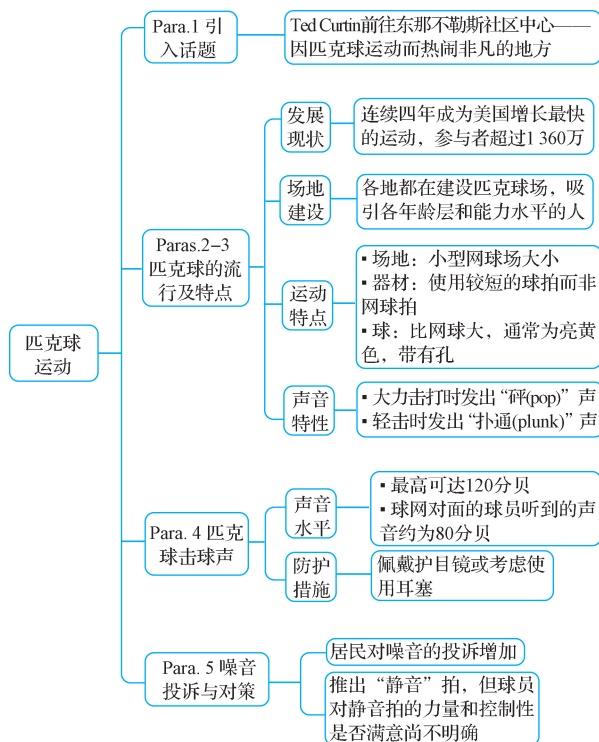 匹克球
运动
Para.1 引
入话题
Ted Curtin前往东那不勒斯社区中心——
因匹克球运动而热闹非凡的地方
Paras.2-3
匹克球的流
行及特点
发展
现状
连续四年成为美国增长最快
的运动，参与者超过1 360万
场地
建设
各地都在建设匹克球场，吸
引各年龄层和能力水平的人
运动
特点
▪ 场地：小型网球场大小
▪ 器材：使用较短的球拍而非
网球拍
▪ 球：比网球大，通常为亮黄
色，带有孔
声音
特性
▪ 大力击打时发出“砰(pop)”声
▪ 轻击时发出“扑通(plunk)”声
Para. 4 匹克
球击球声
声音
水平
▪ 最高可达120分贝
▪ 球网对面的球员听到的声
音约为80分贝
防护
措施
佩戴护目镜或考虑使
用耳塞
Para. 5 噪音
投诉与对策
居民对噪音的投诉增加
推出“静音”拍，但球员
对静音拍的力量和控制性
是否满意尚不明确